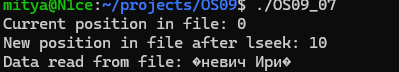 mitya@N1ce:~/projects/OS09$ ./OS09_07
Current position in file: 0
New position in file after lseek: 10
Data read from file: �невич Ири�